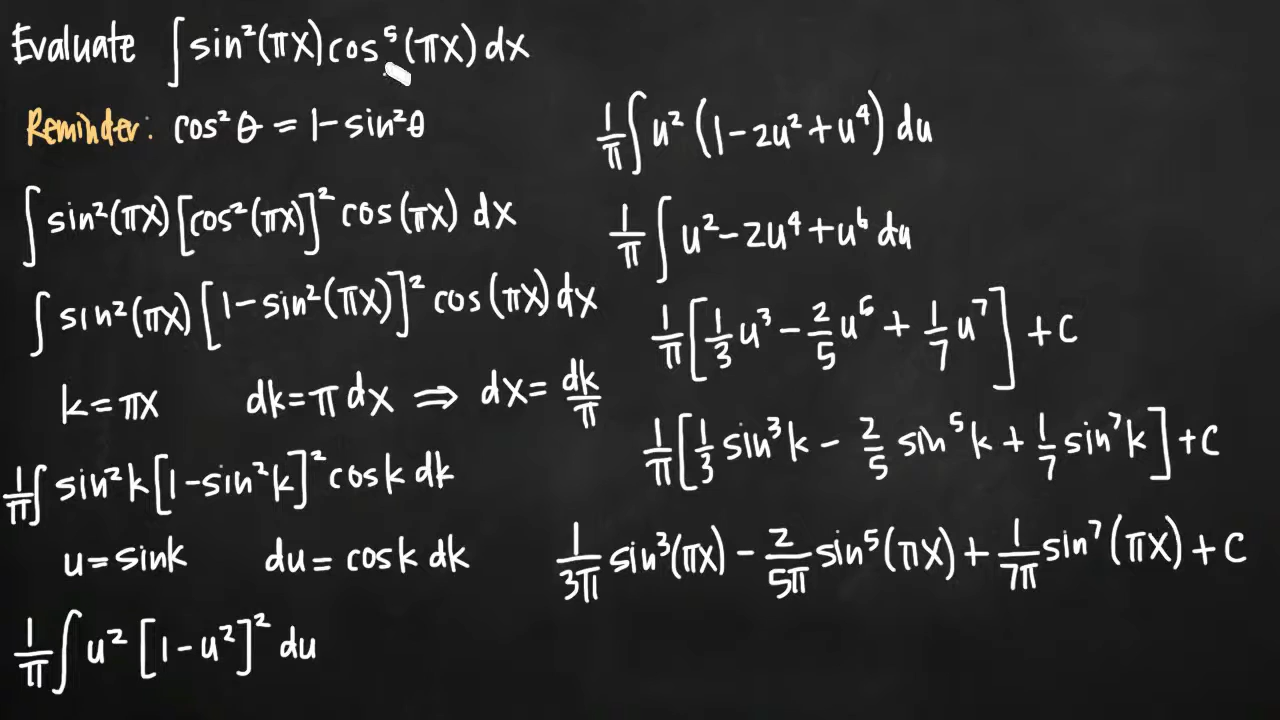 Evaluate ∫ sin²(πx) cos⁵(πx) dx
Reminder: cos²θ = 1 - sin²θ
∫ sin²(πx) [cos²(πx)]² cos(πx) dx
∫ sin²(πx) [1 - sin²(πx)]² cos(πx) dx
k = πx dk = π dx ⇒ dx = dk/π
1/π ∫ sin²k [1 - sin²k]² cos k dk
u = sin k du = cos k dk
1/π ∫ u² [1 - u²]² du
1/π ∫ u² (1 - 2u² + u⁴) du
1/π ∫ u² - 2u⁴ + u⁶ du
1/π [1/3 u³ - 2/5 u⁵ + 1/7 u⁷] + C
1/π [1/3 sin³k - 2/5 sin⁵k + 1/7 sin⁷k] + C
1/3π sin³(πx) - 2/5π sin⁵(πx) + 1/7π sin⁷(πx) + C